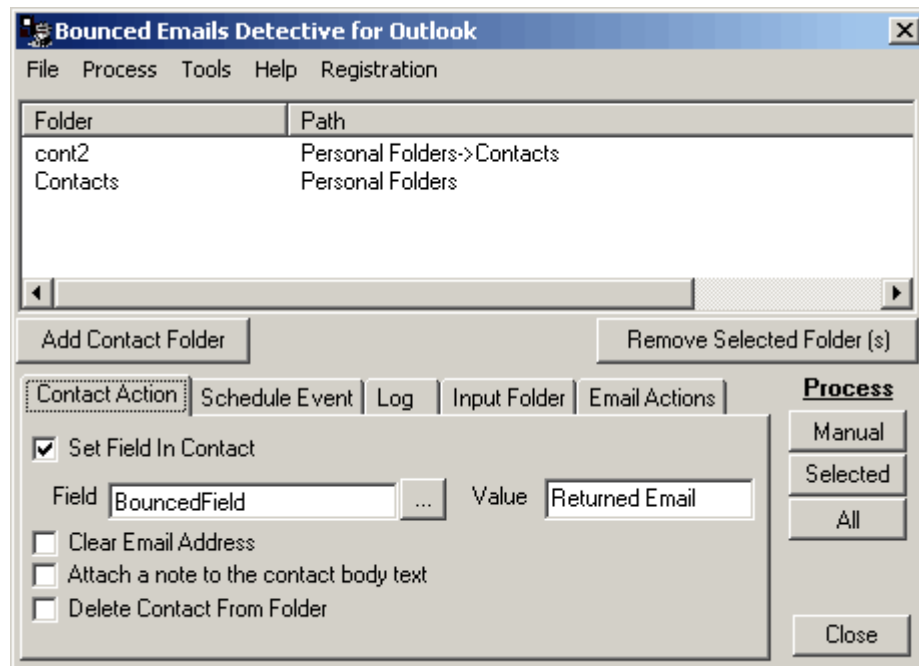 Bounced Emails Detective for Outlook
File Process Tools Help Registration
Folder Path
cont2 Personal Folders->Contacts
Contacts Personal Folders
Add Contact Folder Remove Selected Folder (s)
Contact Action Schedule Event Log Input Folder Email Actions Process
Set Field In Contact Manual
Field BouncedField ... Value Returned Email Selected
Clear Email Address All
Attach a note to the contact body text
Delete Contact From Folder
Close